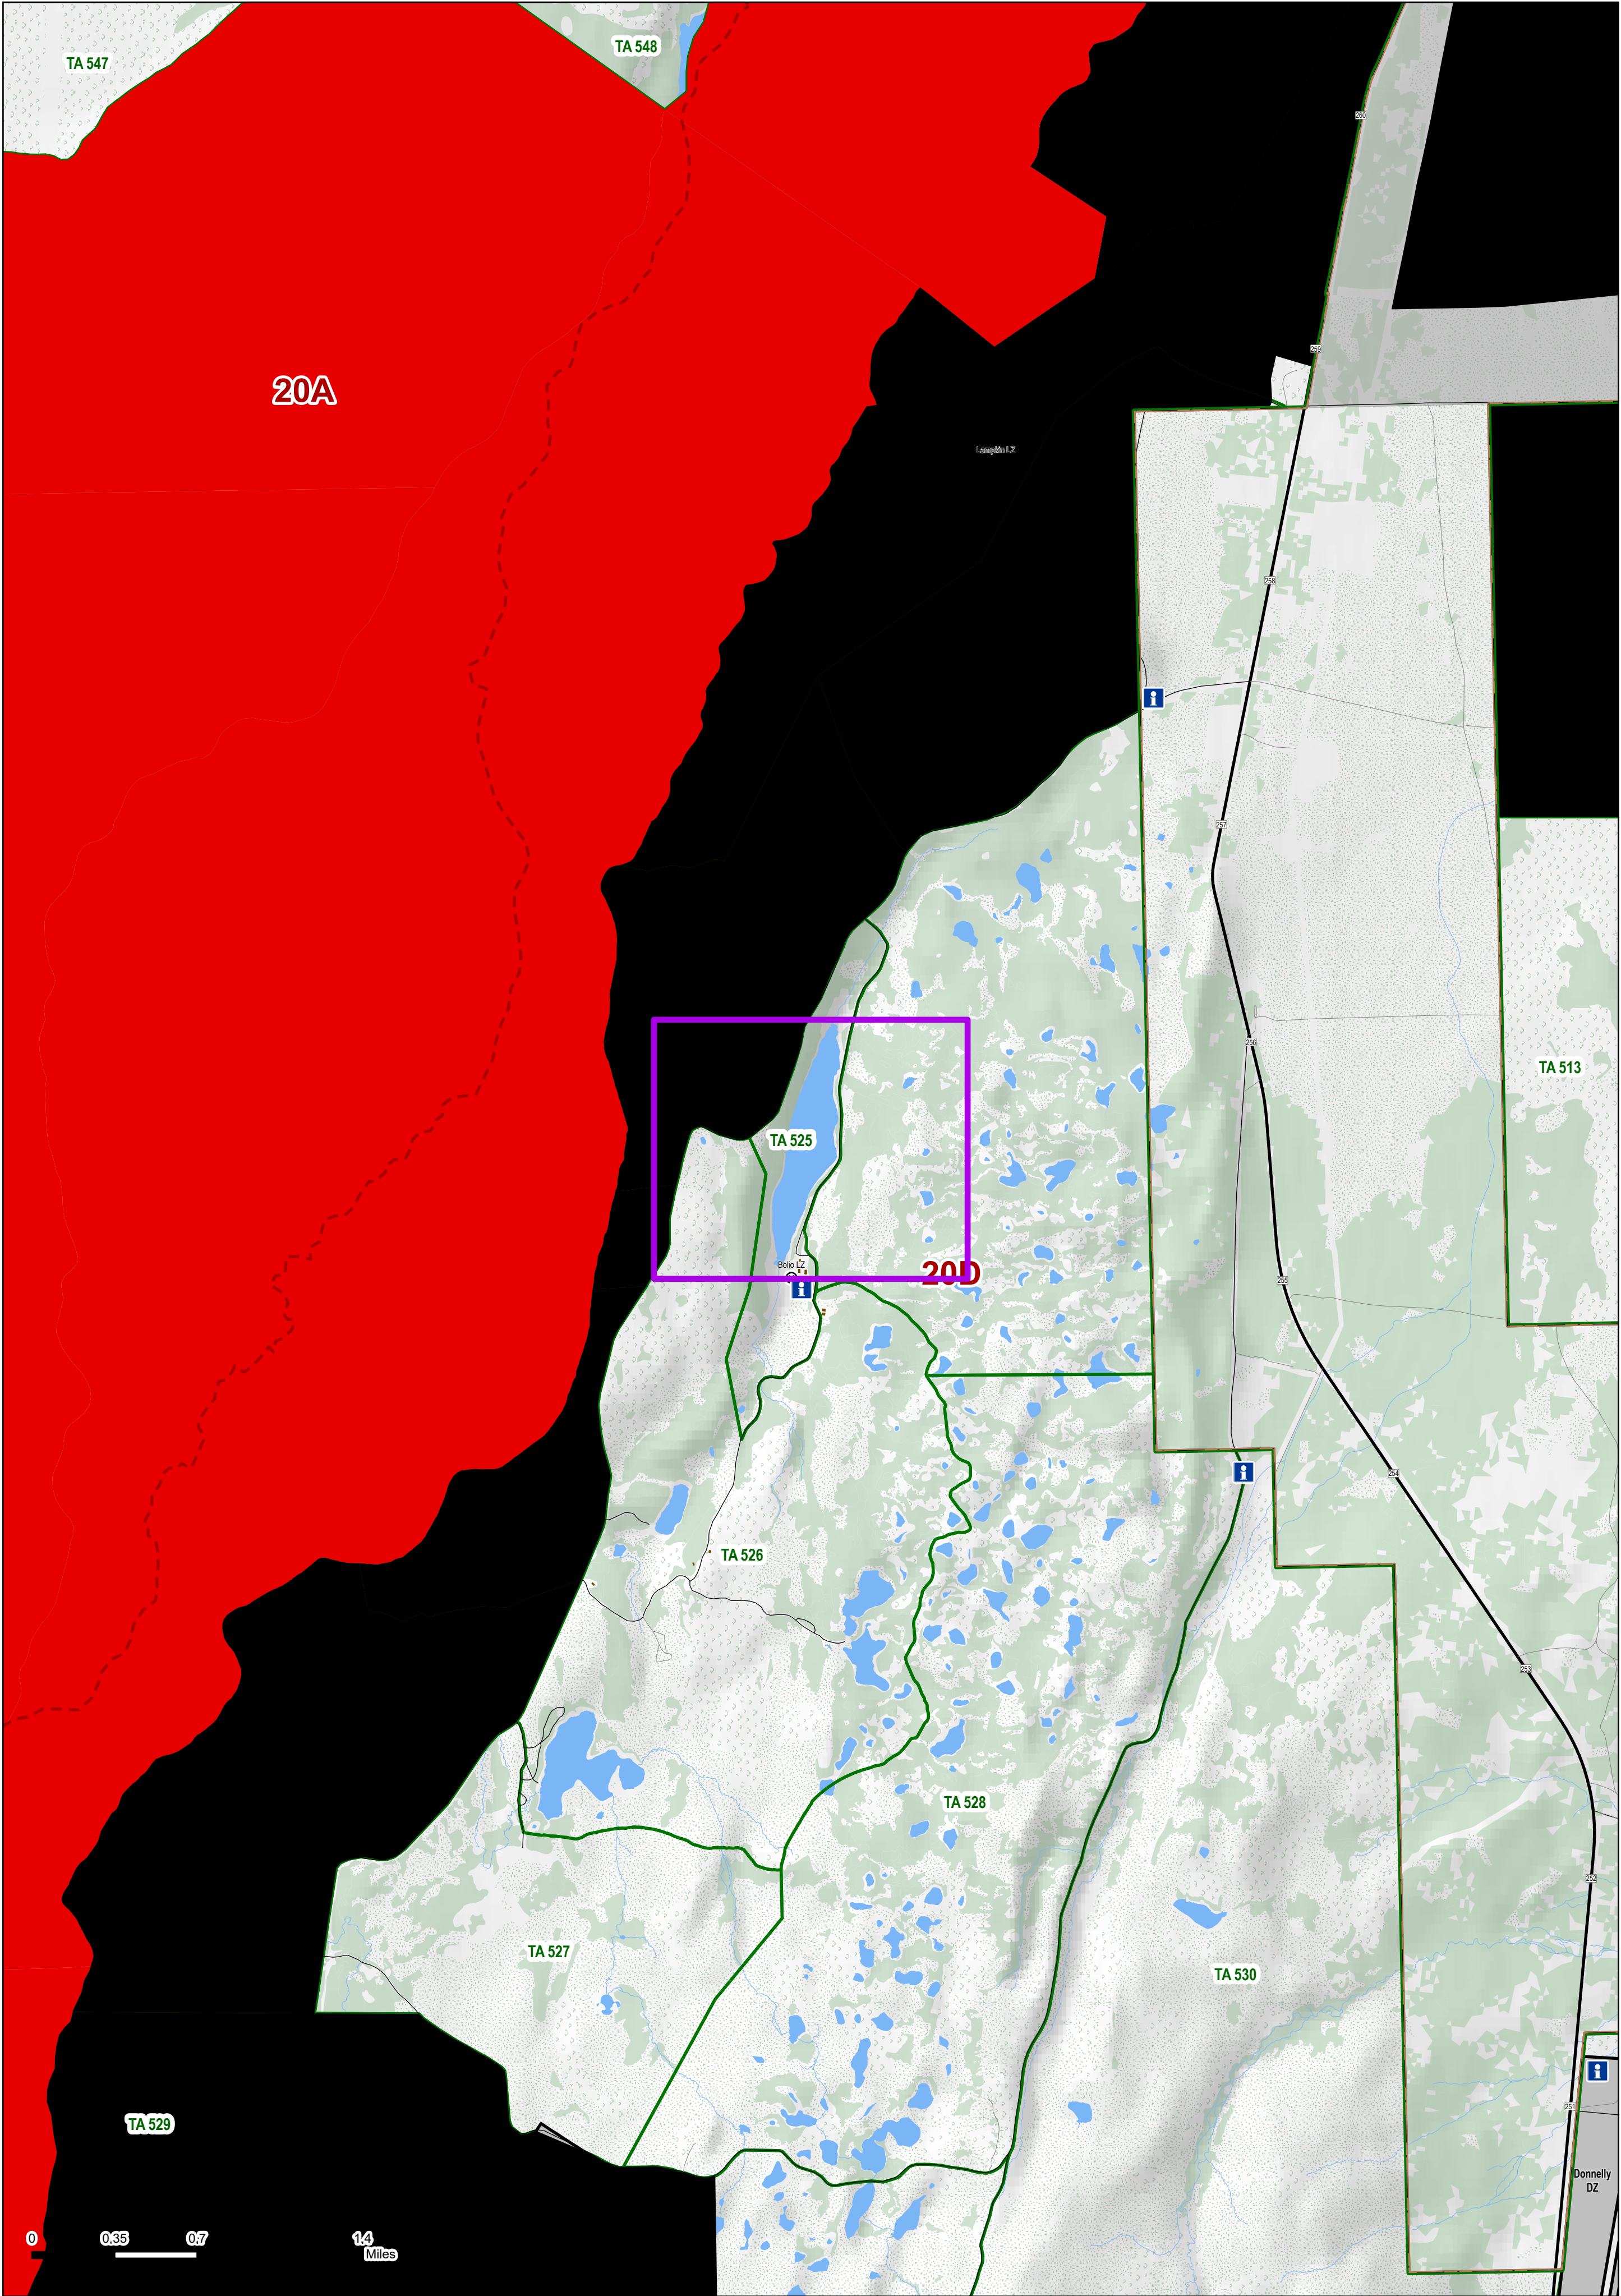 TA 548
TA 547
260
259
20A
Lampkin LZ
258
i
257
256
TA 513
TA 525
Bolio LZ
20D
i
255
i
254
TA 526
253
TA 528
252
TA 527
TA 530
i
251
TA 529
Donnelly
DZ
0 0.35 0.7 1.4
Miles